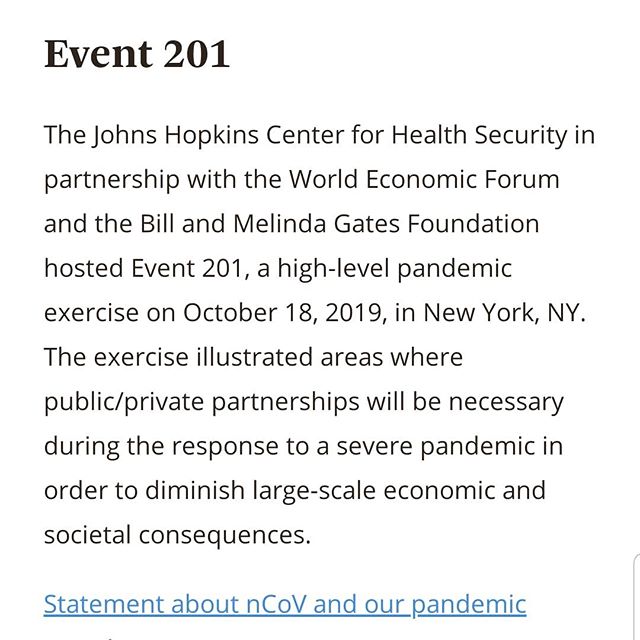 Event 201
The Johns Hopkins Center for Health Security in
partnership with the World Economic Forum
and the Bill and Melinda Gates Foundation
hosted Event 201, a high-level pandemic
exercise on October 18, 2019, in New York, NY.
The exercise illustrated areas where
public/private partnerships will be necessary
during the response to a severe pandemic in
order to diminish large-scale economic and
societal consequences.
Statement about nCoV and our pandemic